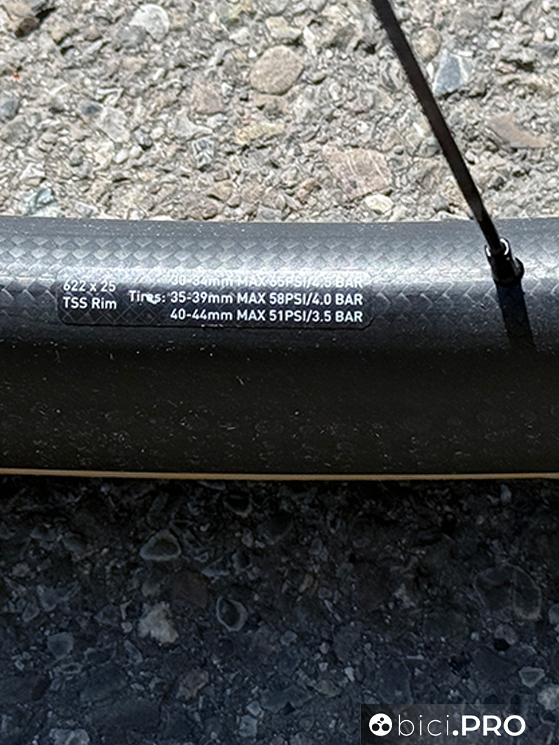 622 x 25
TSS Rim
Tires: 30-34mm MAX 65PSI/4.5 BAR
35-39mm MAX 58PSI/4.0 BAR
40-44mm MAX 51PSI/3.5 BAR
bici.PRO